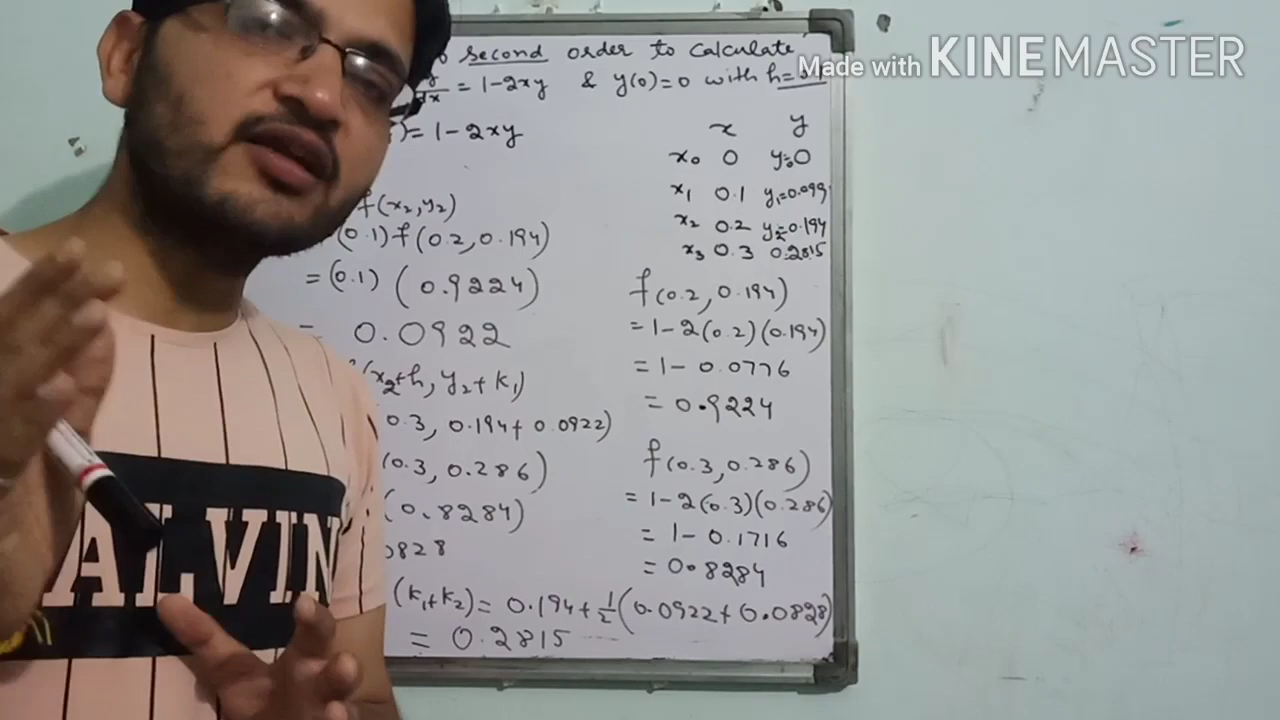 second order to calculate
Made with KINEMASTER
dx = 1-2xy & y(0)=0 with h=
)= 1-2xy
x y
x₀ 0 y₀=0
x₁ 0.1 y₁=0.099
x₂ 0.2 y₂=0.194
x₃ 0.3 0.2815
f(x₂,y₂)
(0.1) f(0.2, 0.194)
= (0.1) (0.9224)
= 0.0922
(x₂+h, y₂+k₁)
0.3, 0.194+0.0922)
(0.3, 0.286)
(0.8284)
0828
(k₁+k₂) = 0.194+½(0.0922+0.0828)
= 0.2815
f(0.2, 0.194)
= 1-2(0.2)(0.194)
= 1-0.0776
= 0.9224
f(0.3, 0.286)
= 1-2(0.3)(0.286)
= 1-0.1716
= 0.8284
ALVIN